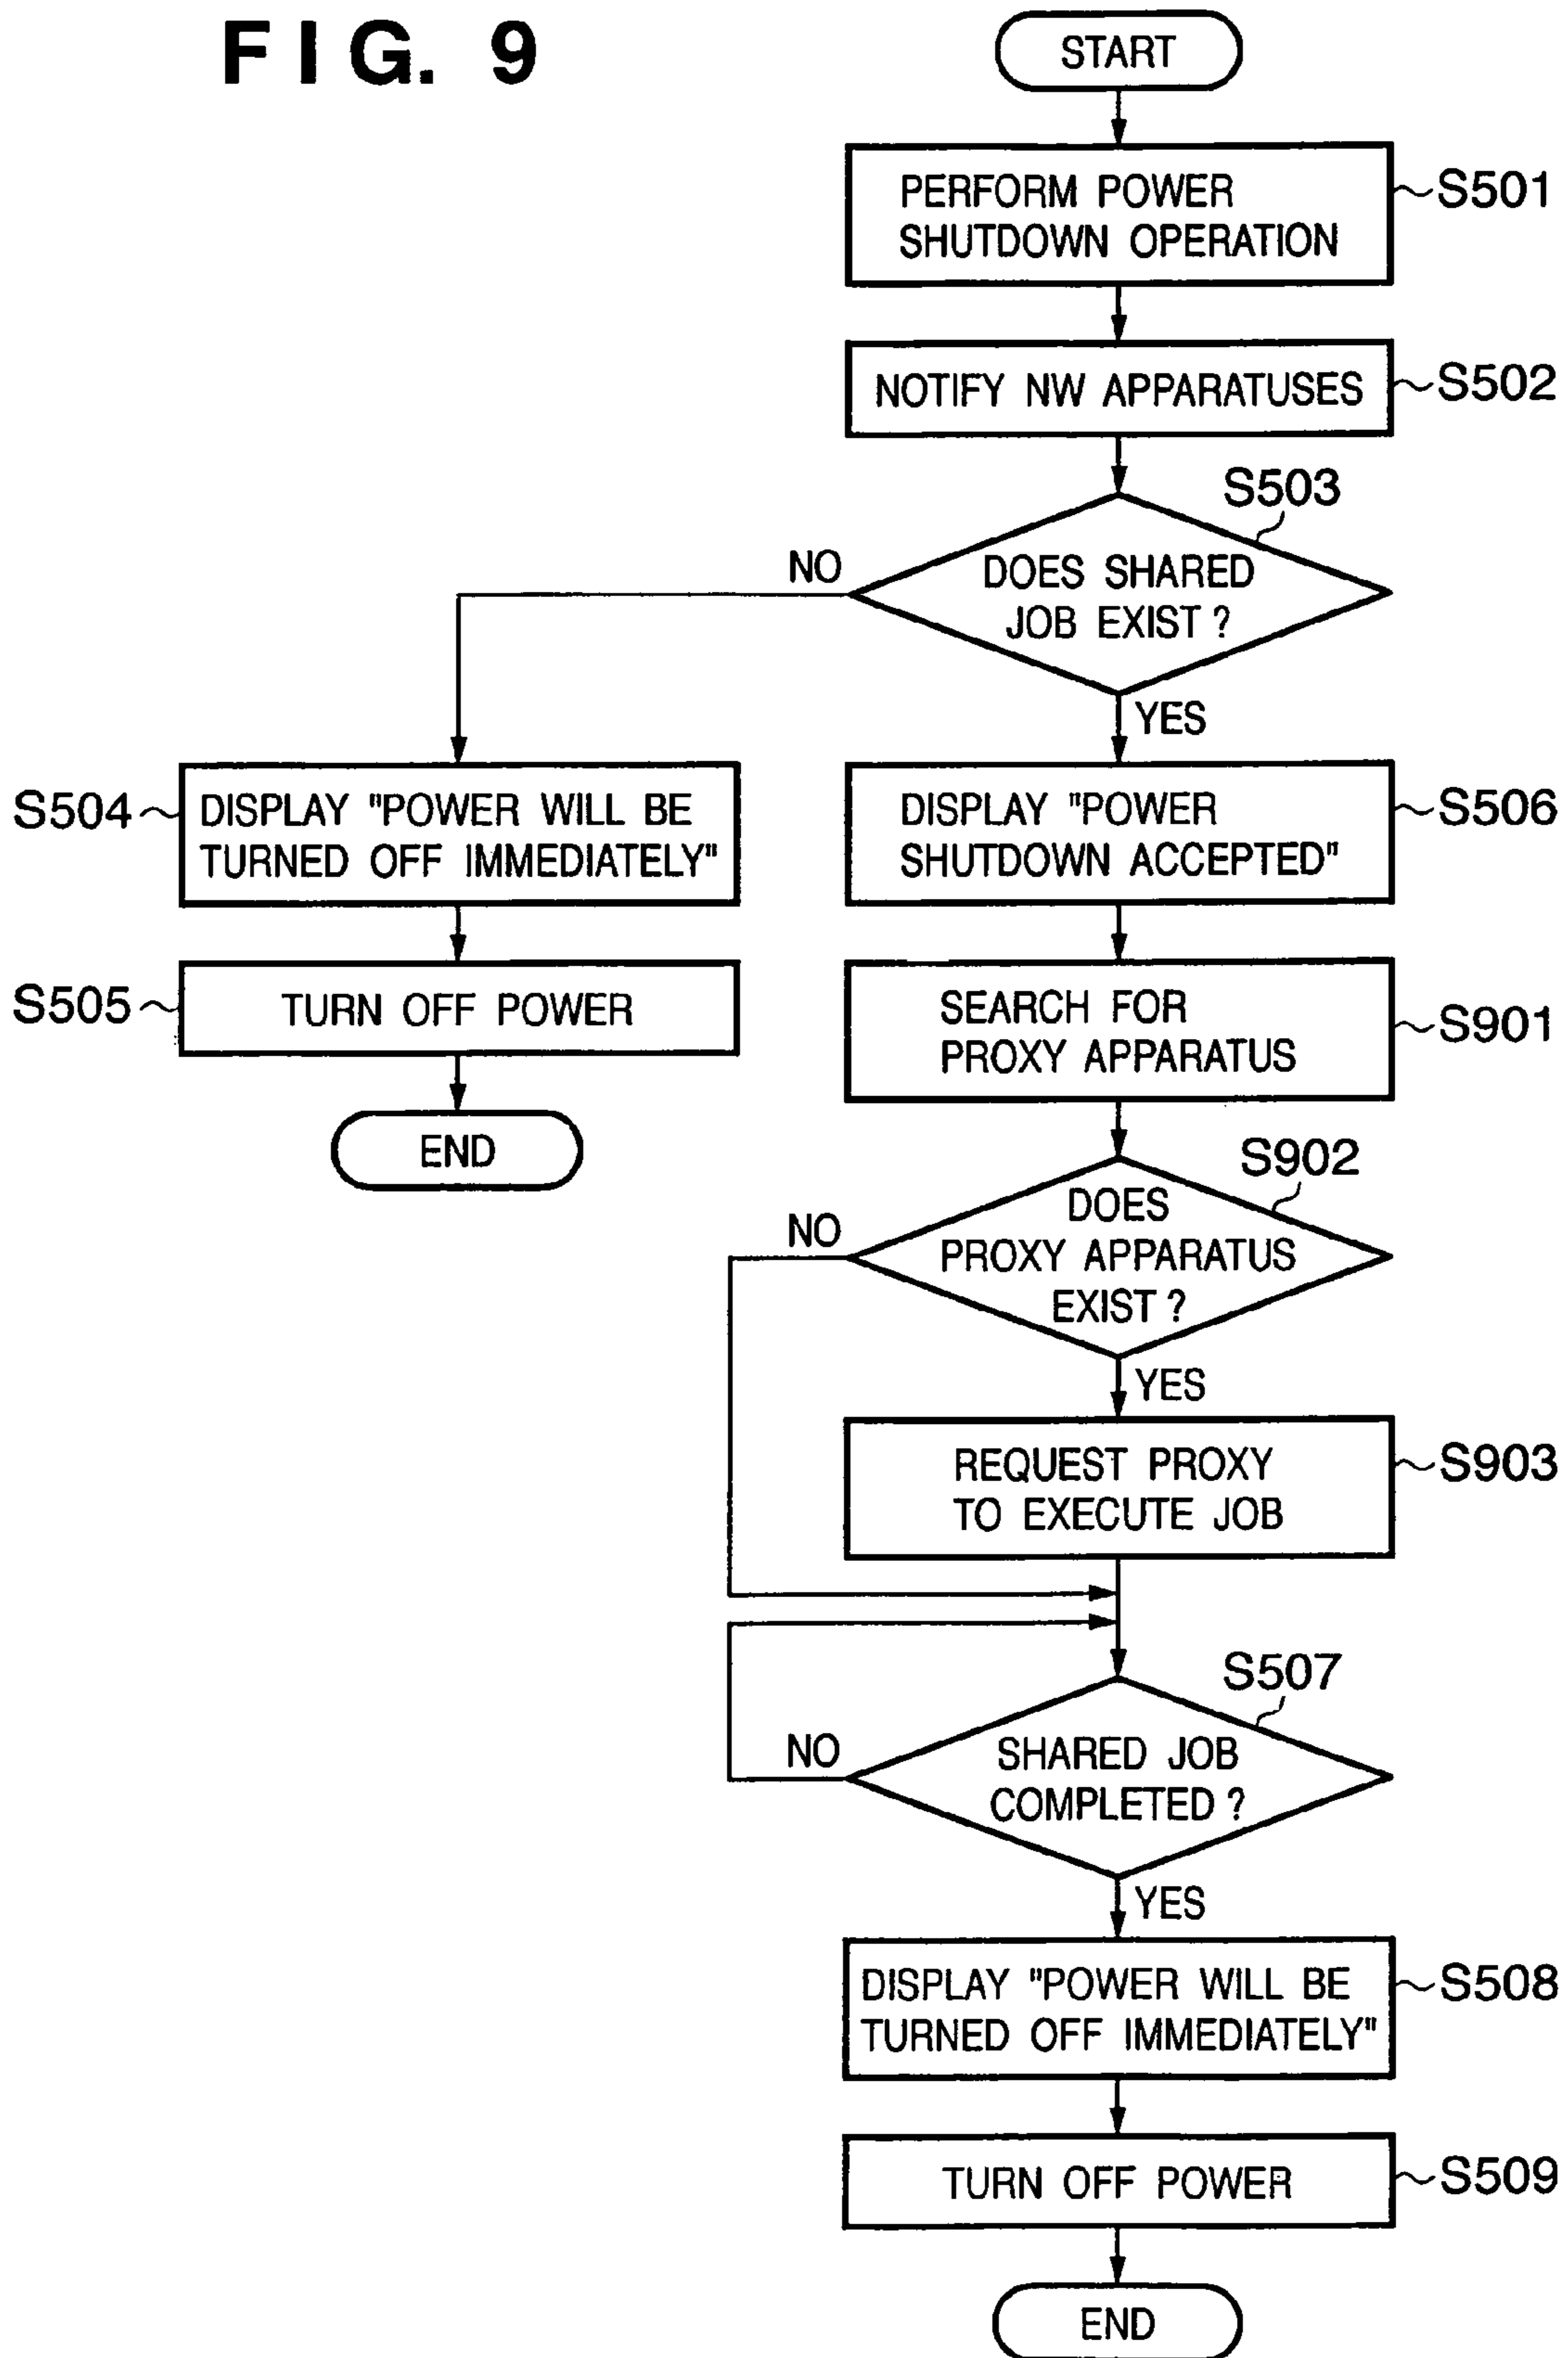 FIG. 9
START
PERFORM POWER
SHUTDOWN OPERATION
S501
NOTIFY NW APPARATUSES
S502
S503
DOES SHARED
JOB EXIST?
NO
YES
S504
DISPLAY "POWER WILL BE
TURNED OFF IMMEDIATELY"
S505
TURN OFF POWER
END
DISPLAY "POWER
SHUTDOWN ACCEPTED"
S506
SEARCH FOR
PROXY APPARATUS
S901
S902
DOES
PROXY APPARATUS
EXIST?
NO
YES
REQUEST PROXY
TO EXECUTE JOB
S903
S507
SHARED JOB
COMPLETED?
NO
YES
DISPLAY "POWER WILL BE
TURNED OFF IMMEDIATELY"
S508
TURN OFF POWER
S509
END